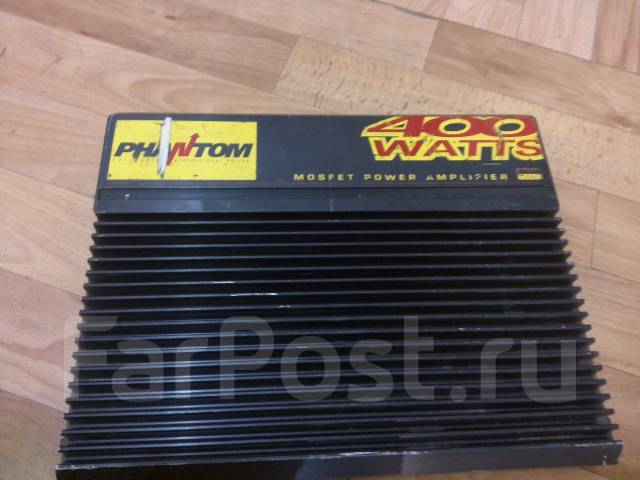 PHANTOM
400
WATTS
MOSFET POWER AMPLIFIER
FarPost.ru